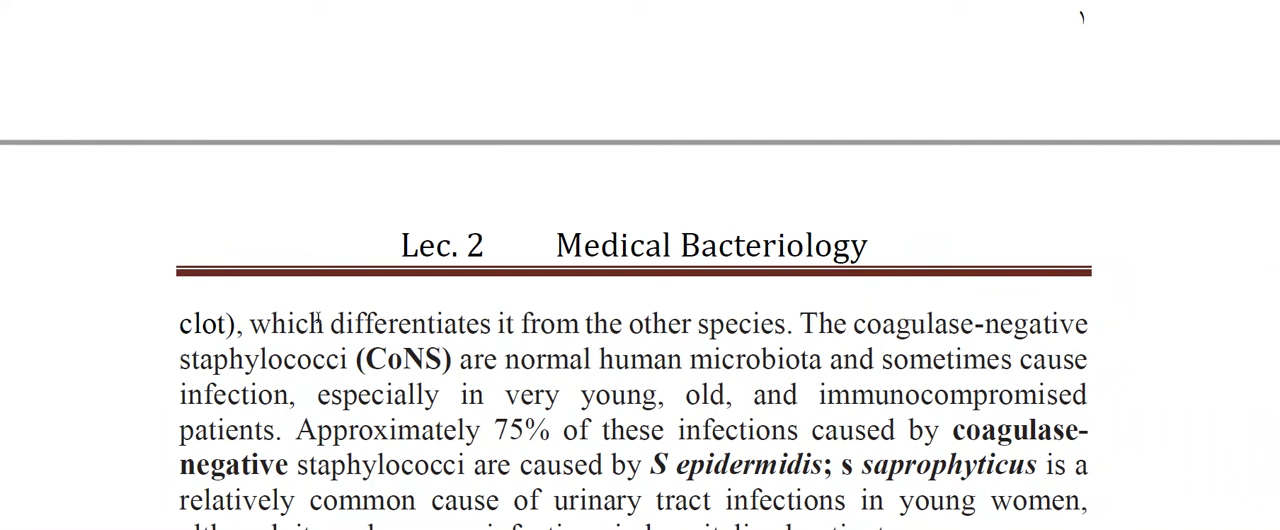 ١
Lec. 2 Medical Bacteriology
clot), which differentiates it from the other species. The coagulase-negative
staphylococci (CoNS) are normal human microbiota and sometimes cause
infection, especially in very young, old, and immunocompromised
patients. Approximately 75% of these infections caused by coagulase-
negative staphylococci are caused by S epidermidis; s saprophyticus is a
relatively common cause of urinary tract infections in young women,